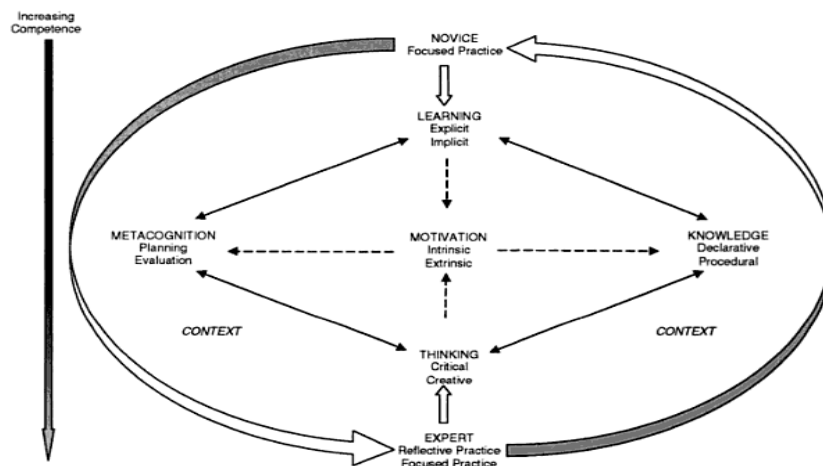 Increasing
Competence
NOVICE
Focused Practice
LEARNING
Explicit
Implicit
METACOGNITION
Planning
Evaluation
MOTIVATION
Intrinsic
Extrinsic
KNOWLEDGE
Declarative
Procedural
CONTEXT
CONTEXT
THINKING
Critical
Creative
EXPERT
Reflective Practice
Focused Practice